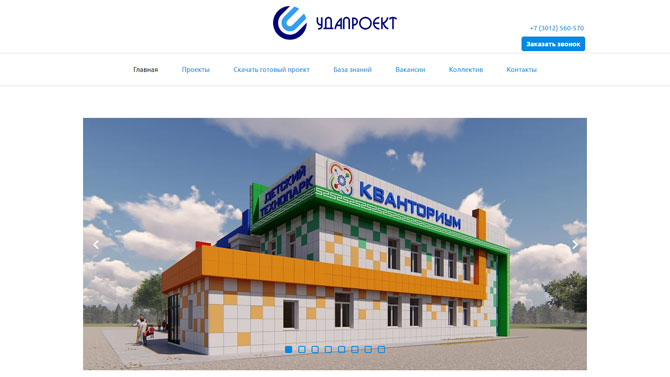 УДАПРОЕКТ
+7 (3012) 560-570
Заказать звонок
Главная
Проекты
Скачать готовый проект
База знаний
Вакансии
Коллектив
Контакты
ДЕТСКИЙ
ТЕХНОПАРК
КВАНТОРИУМ